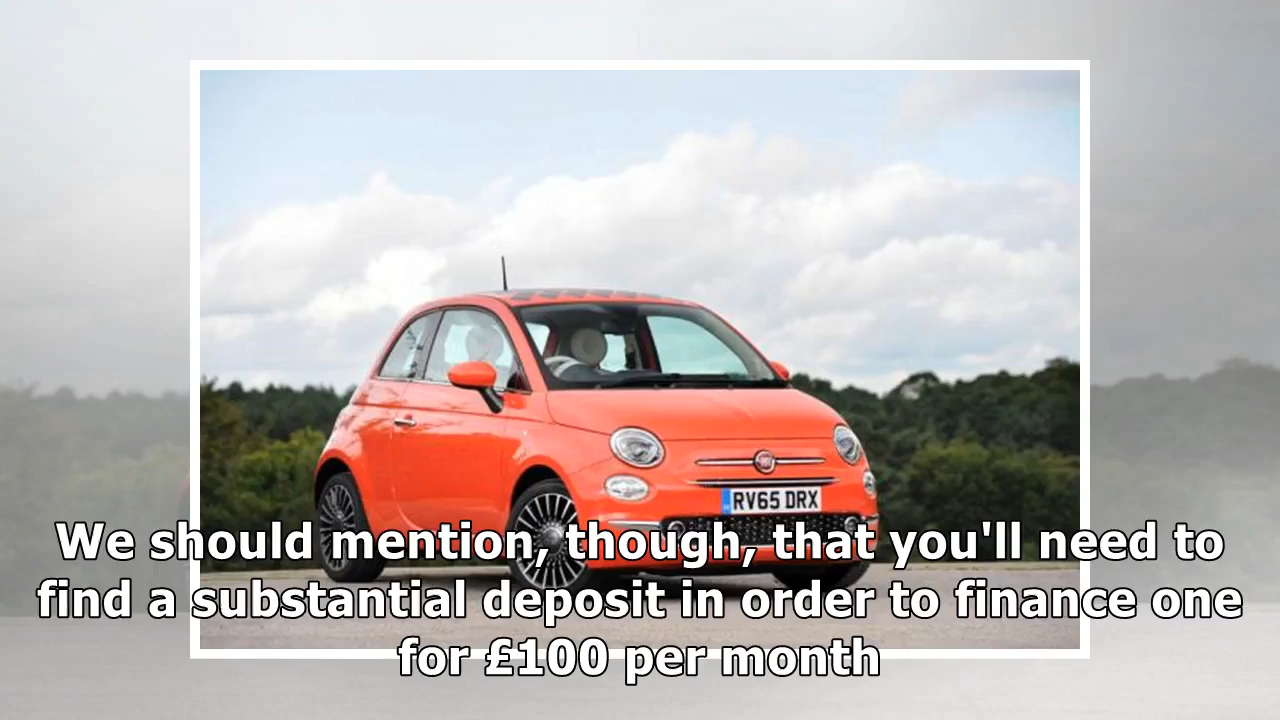 RV65 DRX
We should mention, though, that you'll need to
find a substantial deposit in order to finance one
for £100 per month